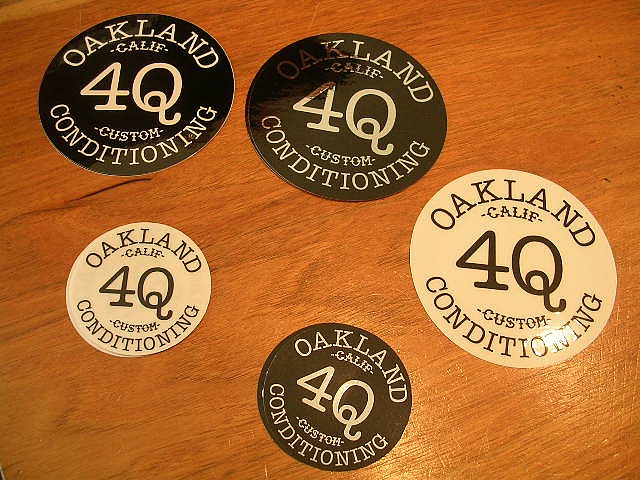 OAKLAND
-CALIF-
4Q
-CUSTOM-
CONDITIONING
OAKLAND
-CALIF-
4Q
-CUSTOM-
CONDITIONING
OAKLAND
-CALIF-
4Q
-CUSTOM-
CONDITIONING
OAKLAND
-CALIF-
4Q
-CUSTOM-
CONDITIONING
OAKLAND
-CALIF-
4Q
-CUSTOM-
CONDITIONING